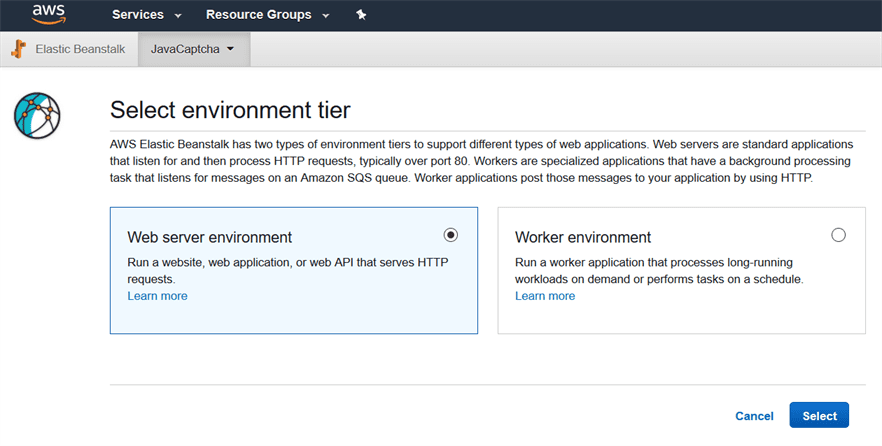 aws
Services
Resource Groups
Elastic Beanstalk
JavaCaptcha
Select environment tier
AWS Elastic Beanstalk has two types of environment tiers to support different types of web applications. Web servers are standard applications
that listen for and then process HTTP requests, typically over port 80. Workers are specialized applications that have a background processing
task that listens for messages on an Amazon SQS queue. Worker applications post those messages to your application by using HTTP.
Web server environment
Run a website, web application, or web API that serves HTTP
requests.
Learn more
Worker environment
Run a worker application that processes long-running
workloads on demand or performs tasks on a schedule.
Learn more
Cancel
Select